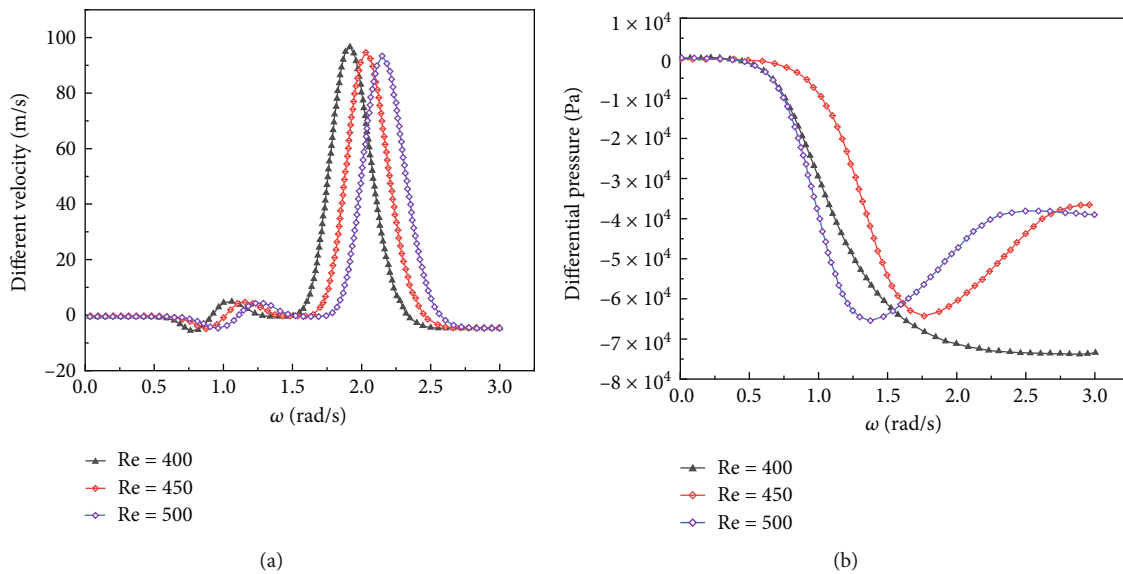 100
80
60
40
20
0
−20
Different velocity (m/s)
0.0 0.5 1.0 1.5 2.0 2.5 3.0
ω (rad/s)
Re = 400
Re = 450
Re = 500
(a)
1 × 10⁴
0
−1 × 10⁴
−2 × 10⁴
−3 × 10⁴
−4 × 10⁴
−5 × 10⁴
−6 × 10⁴
−7 × 10⁴
−8 × 10⁴
Differential pressure (Pa)
0.0 0.5 1.0 1.5 2.0 2.5 3.0
ω (rad/s)
Re = 400
Re = 450
Re = 500
(b)